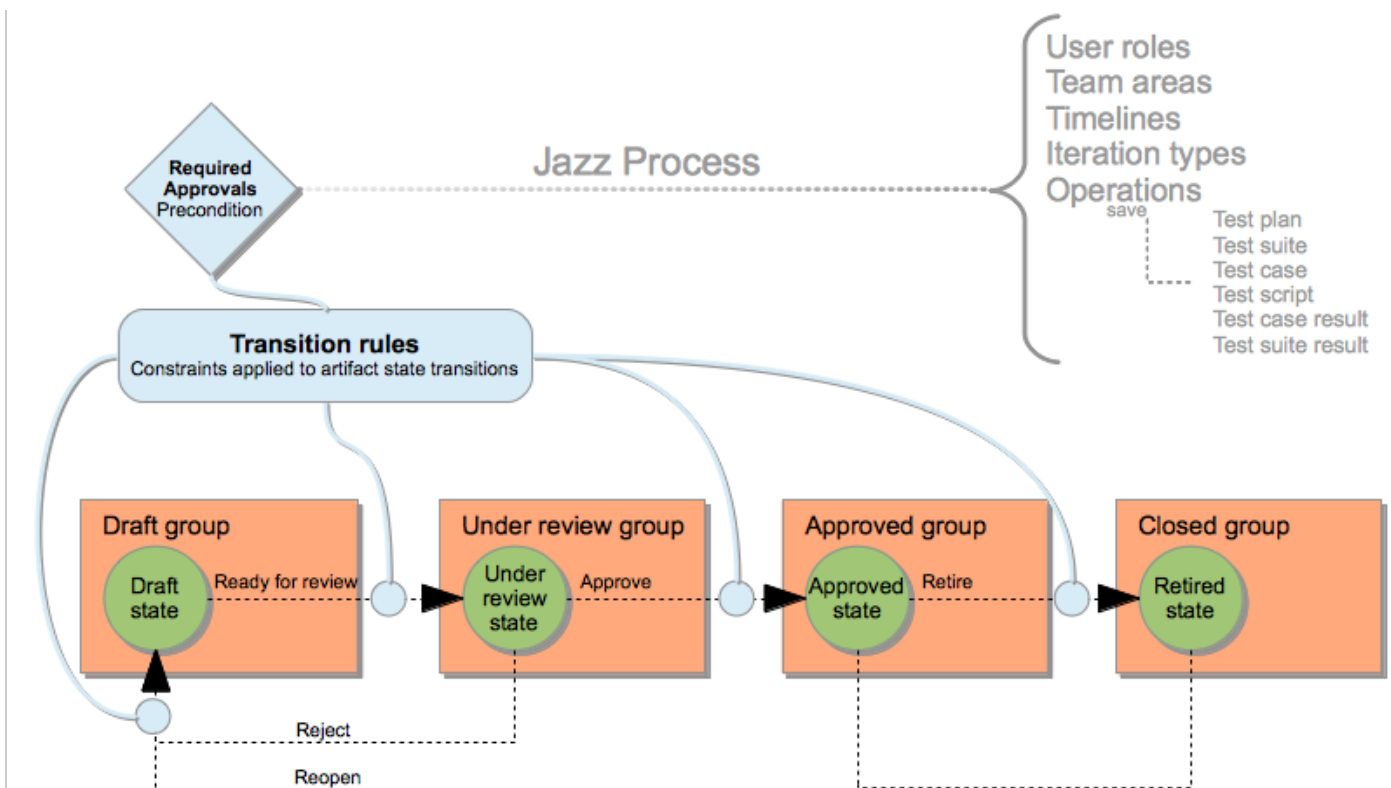 User roles
Team areas
Timelines
Iteration types
Operations
save
Test plan
Test suite
Test case
Test script
Test case result
Test suite result
Jazz Process
Required
Approvals
Precondition
Transition rules
Constraints applied to artifact state transitions
Draft group
Under review group
Approved group
Closed group
Draft
state
Ready for review
Under
review
state
Approve
Approved
state
Retire
Retired
state
Reject
Reopen